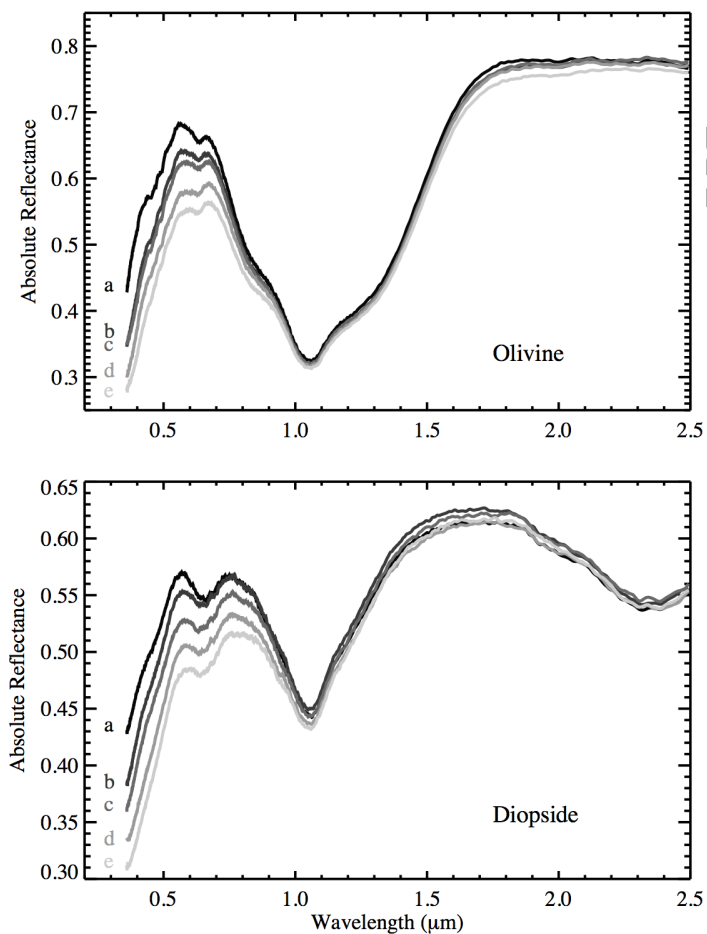 0.8
0.7
0.6
0.5
0.4
0.3
Absolute Reflectance
a
b
c
d
e
Olivine
0.5 1.0 1.5 2.0 2.5
0.65
0.60
0.55
0.50
0.45
0.40
0.35
0.30
Absolute Reflectance
a
b
c
d
e
Diopside
0.5 1.0 1.5 2.0 2.5
Wavelength (μm)